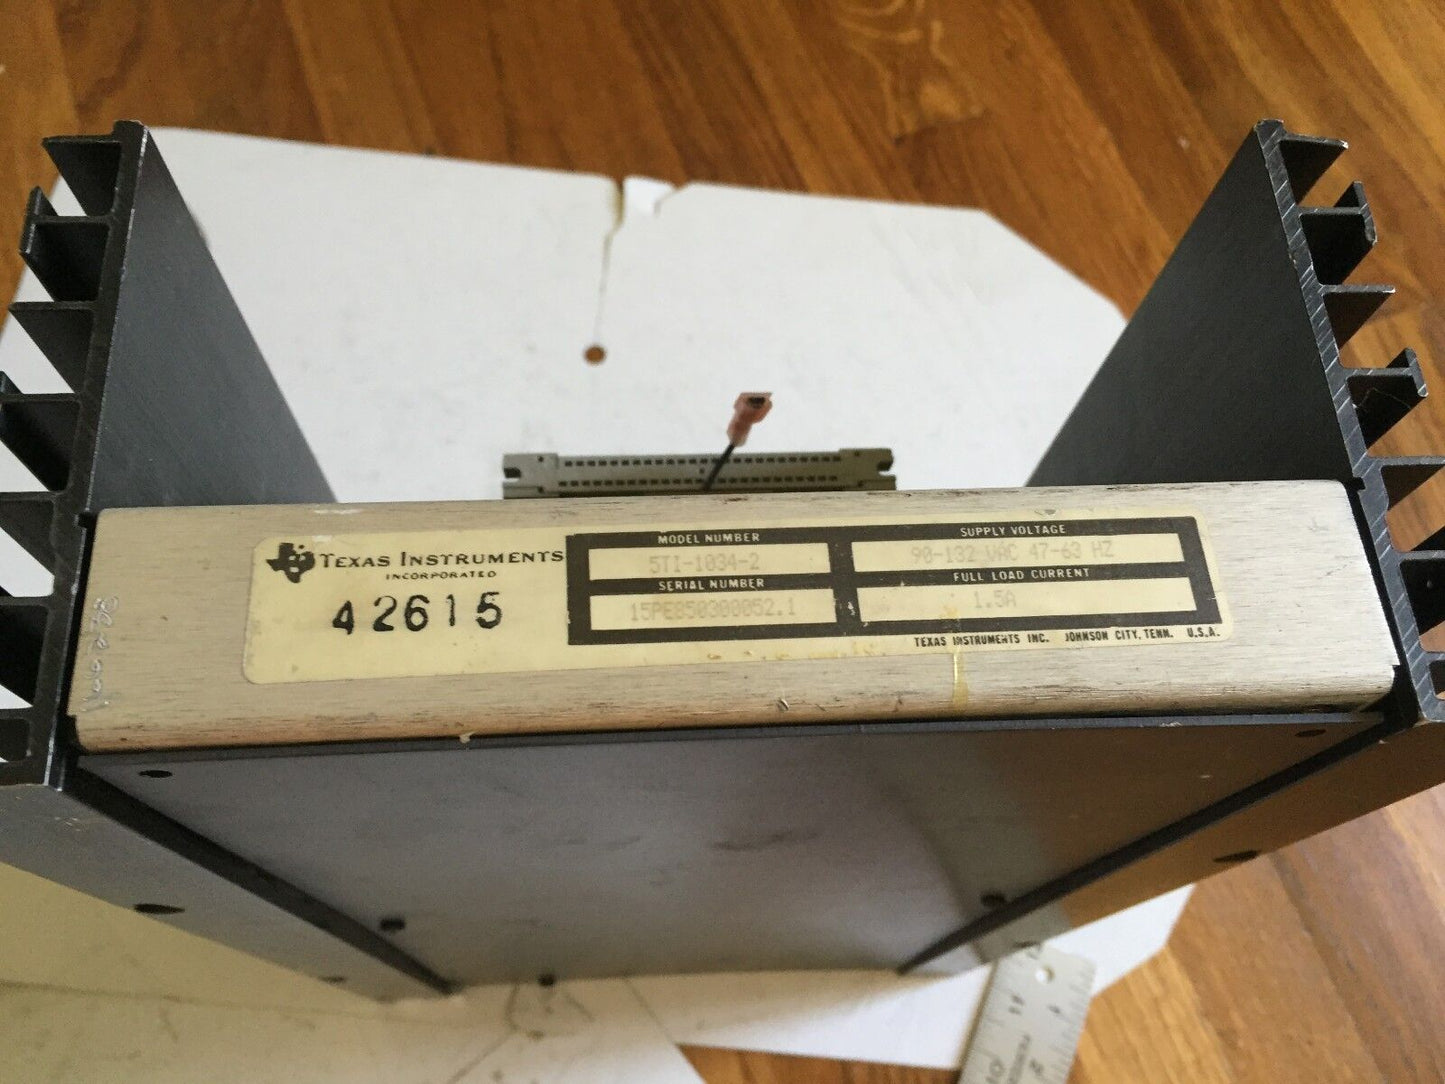 TEXAS INSTRUMENTS
INCORPORATED
42615
MODEL NUMBER
5TI-1034-2
SERIAL NUMBER
15PE850300052.1
SUPPLY VOLTAGE
90-132 VAC 47-63 HZ
FULL LOAD CURRENT
1.5A
TEXAS INSTRUMENTS INC. JOHNSON CITY, TENN. U.S.A.